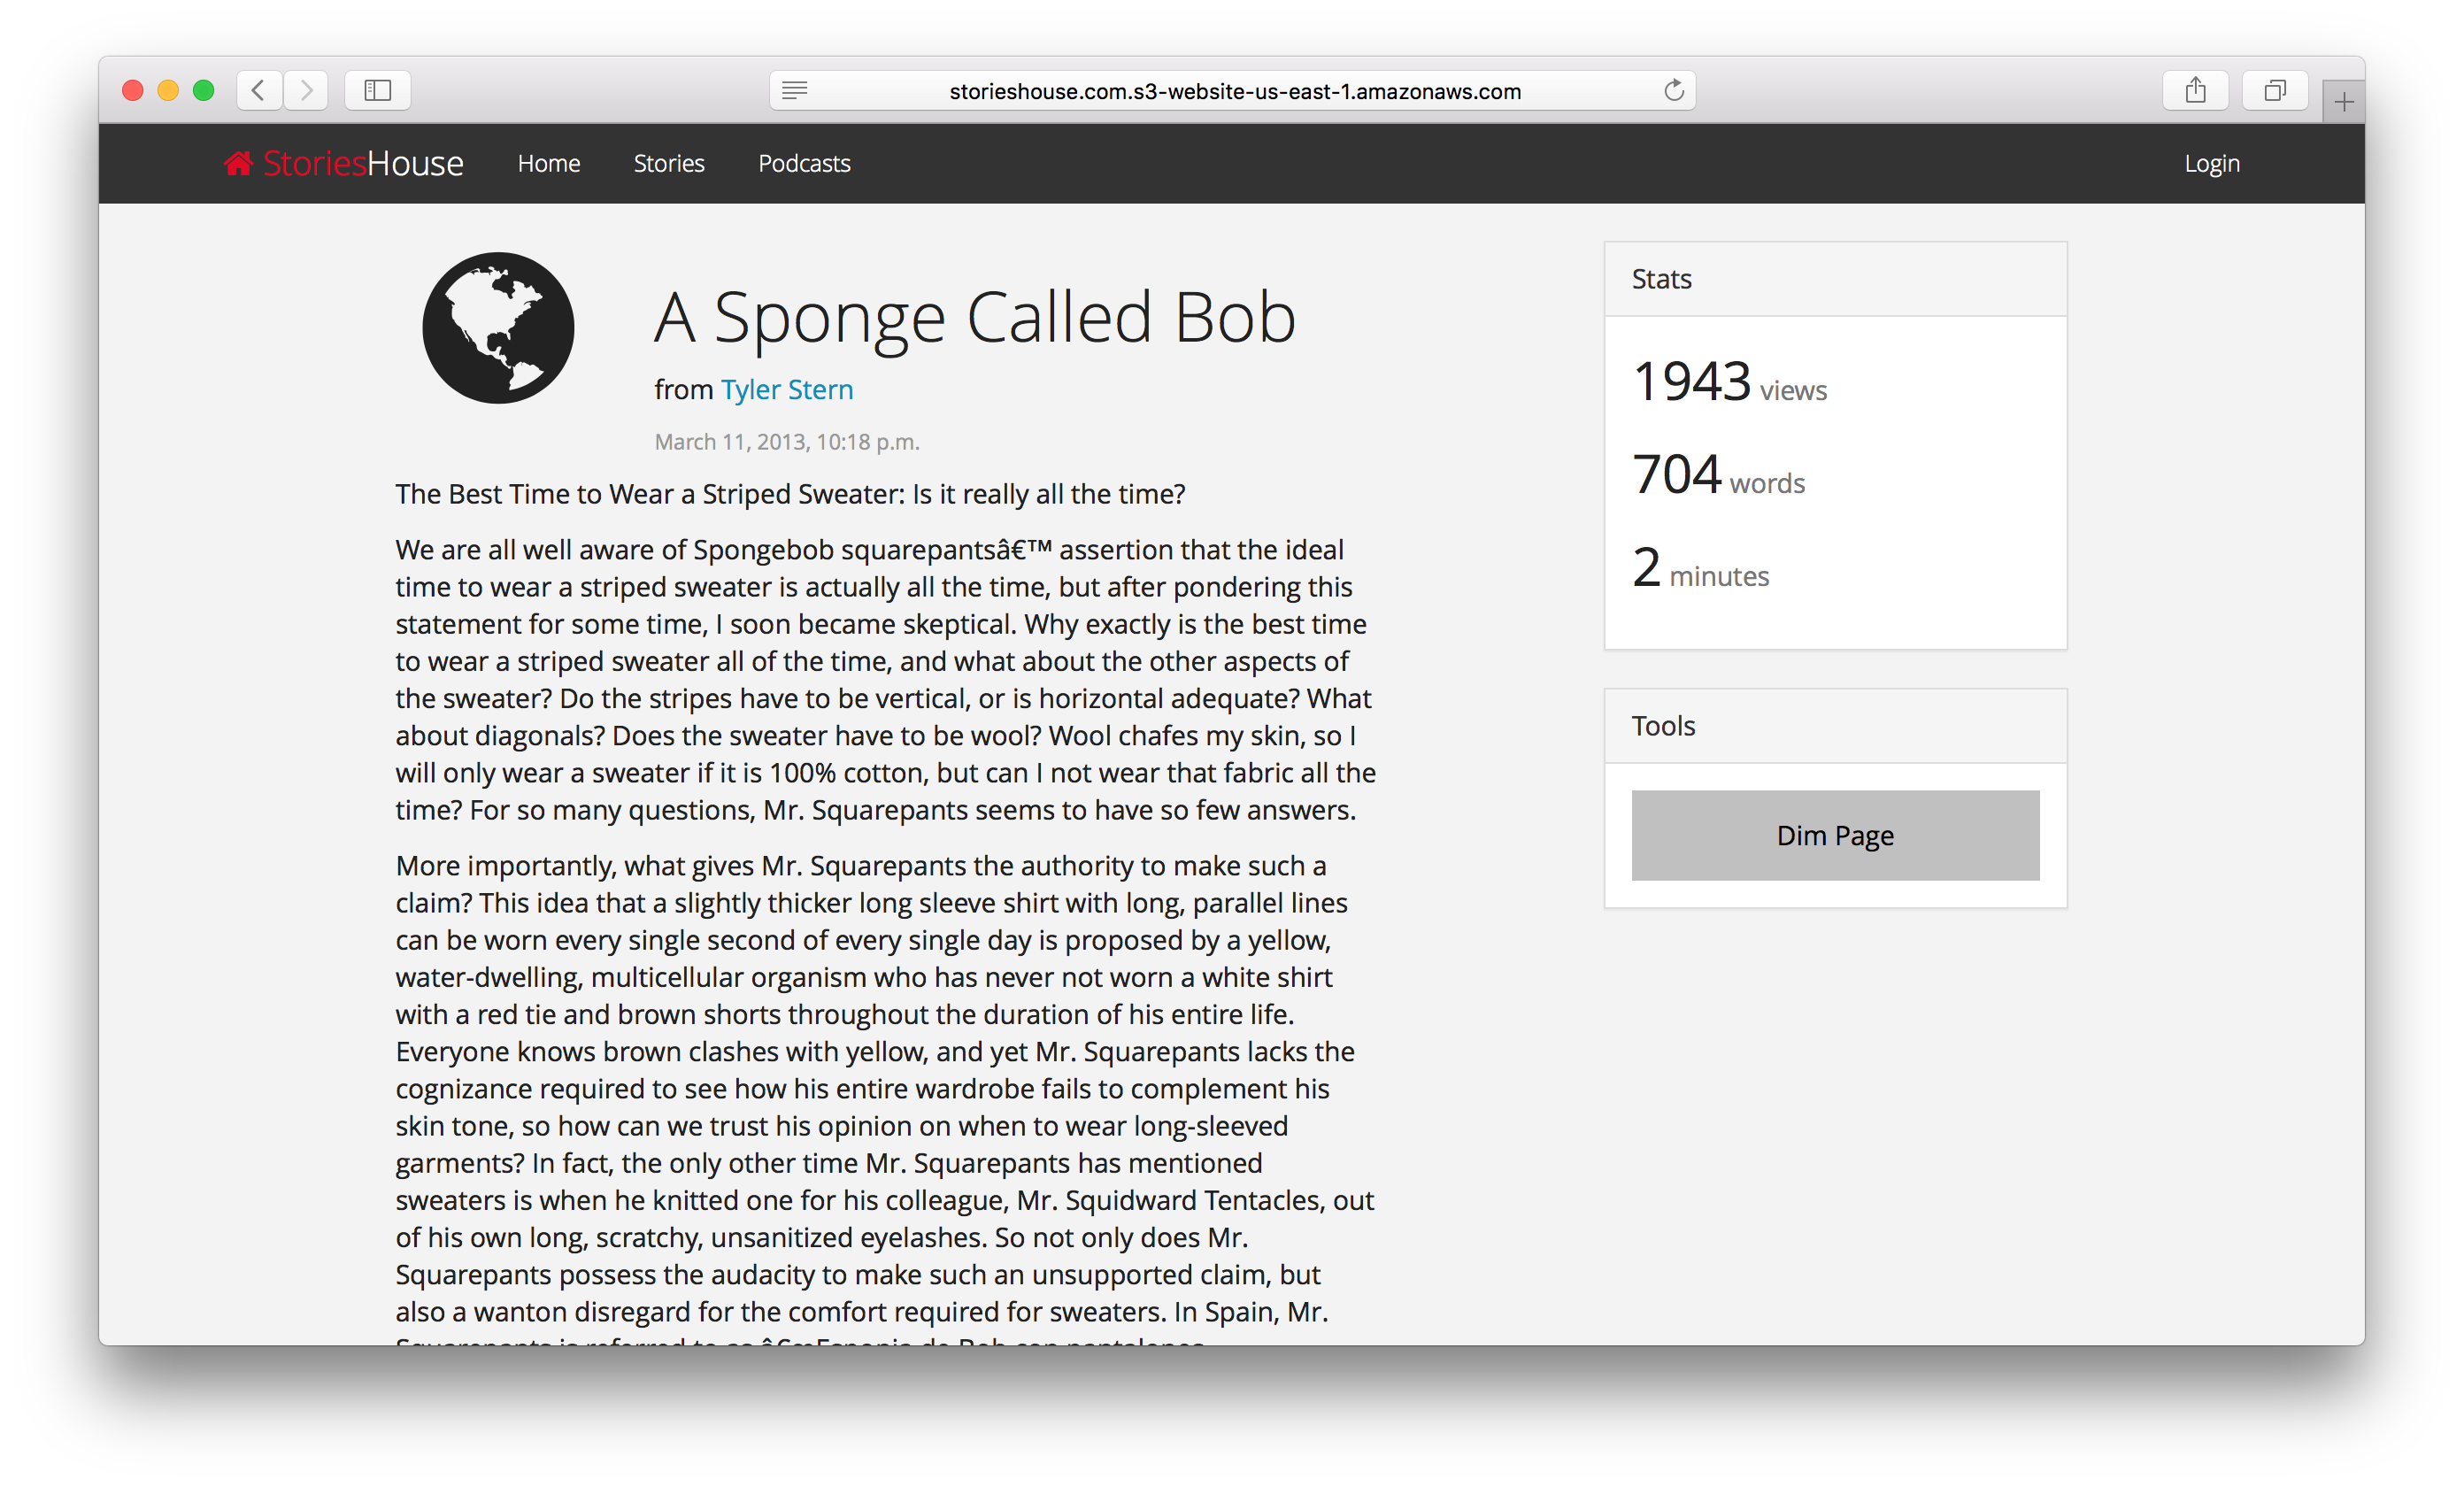 storieshouse.com.s3-website-us-east-1.amazonaws.com
StoriesHouse Home Stories Podcasts Login
A Sponge Called Bob
from Tyler Stern
March 11, 2013, 10:18 p.m.
The Best Time to Wear a Striped Sweater: Is it really all the time?
We are all well aware of Spongebob squarepantsâ€™ assertion that the ideal
time to wear a striped sweater is actually all the time, but after pondering this
statement for some time, I soon became skeptical. Why exactly is the best time
to wear a striped sweater all of the time, and what about the other aspects of
the sweater? Do the stripes have to be vertical, or is horizontal adequate? What
about diagonals? Does the sweater have to be wool? Wool chafes my skin, so I
will only wear a sweater if it is 100% cotton, but can I not wear that fabric all the
time? For so many questions, Mr. Squarepants seems to have so few answers.
More importantly, what gives Mr. Squarepants the authority to make such a
claim? This idea that a slightly thicker long sleeve shirt with long, parallel lines
can be worn every single second of every single day is proposed by a yellow,
water-dwelling, multicellular organism who has never not worn a white shirt
with a red tie and brown shorts throughout the duration of his entire life.
Everyone knows brown clashes with yellow, and yet Mr. Squarepants lacks the
cognizance required to see how his entire wardrobe fails to complement his
skin tone, so how can we trust his opinion on when to wear long-sleeved
garments? In fact, the only other time Mr. Squarepants has mentioned
sweaters is when he knitted one for his colleague, Mr. Squidward Tentacles, out
of his own long, scratchy, unsanitized eyelashes. So not only does Mr.
Squarepants possess the audacity to make such an unsupported claim, but
also a wanton disregard for the comfort required for sweaters. In Spain, Mr.
Squarepants is referred to as â€œEsponja de Bob con pantalones
Stats
1943 views
704 words
2 minutes
Tools
Dim Page